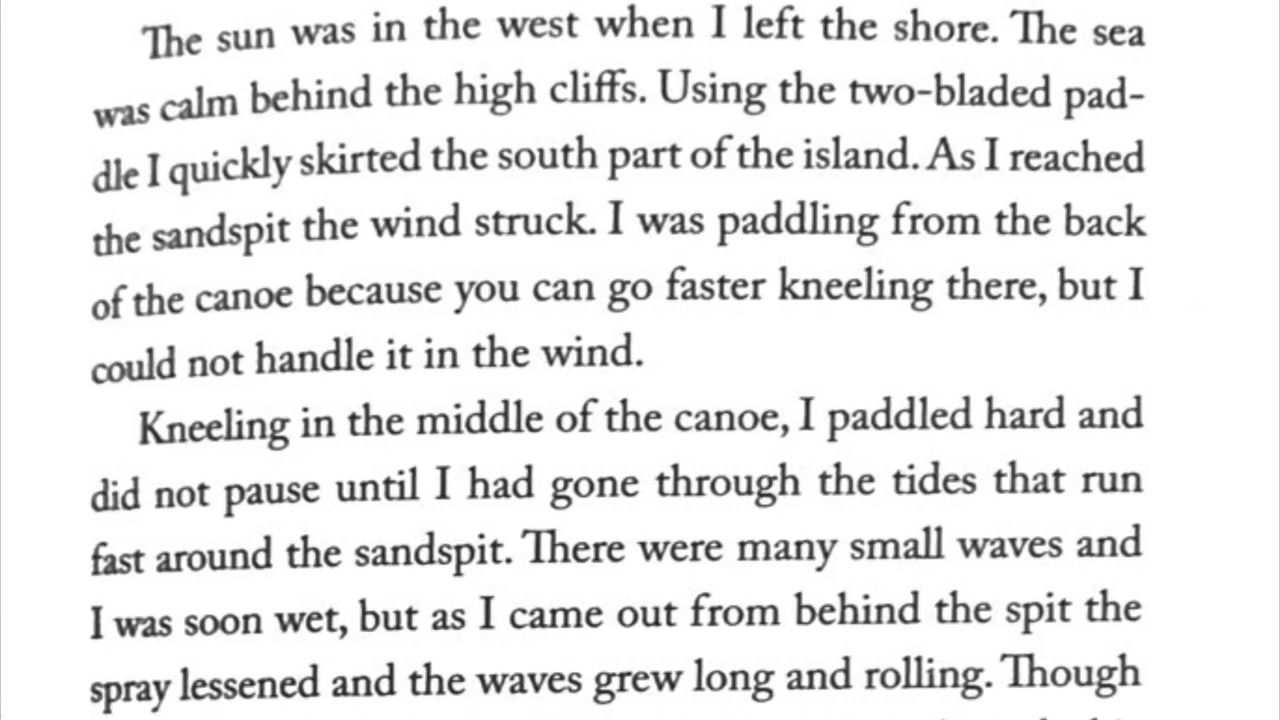 The sun was in the west when I left the shore. The sea
was calm behind the high cliffs. Using the two-bladed pad-
dle I quickly skirted the south part of the island. As I reached
the sandspit the wind struck. I was paddling from the back
of the canoe because you can go faster kneeling there, but I
could not handle it in the wind.
Kneeling in the middle of the canoe, I paddled hard and
did not pause until I had gone through the tides that run
fast around the sandspit. There were many small waves and
I was soon wet, but as I came out from behind the spit the
spray lessened and the waves grew long and rolling. Though